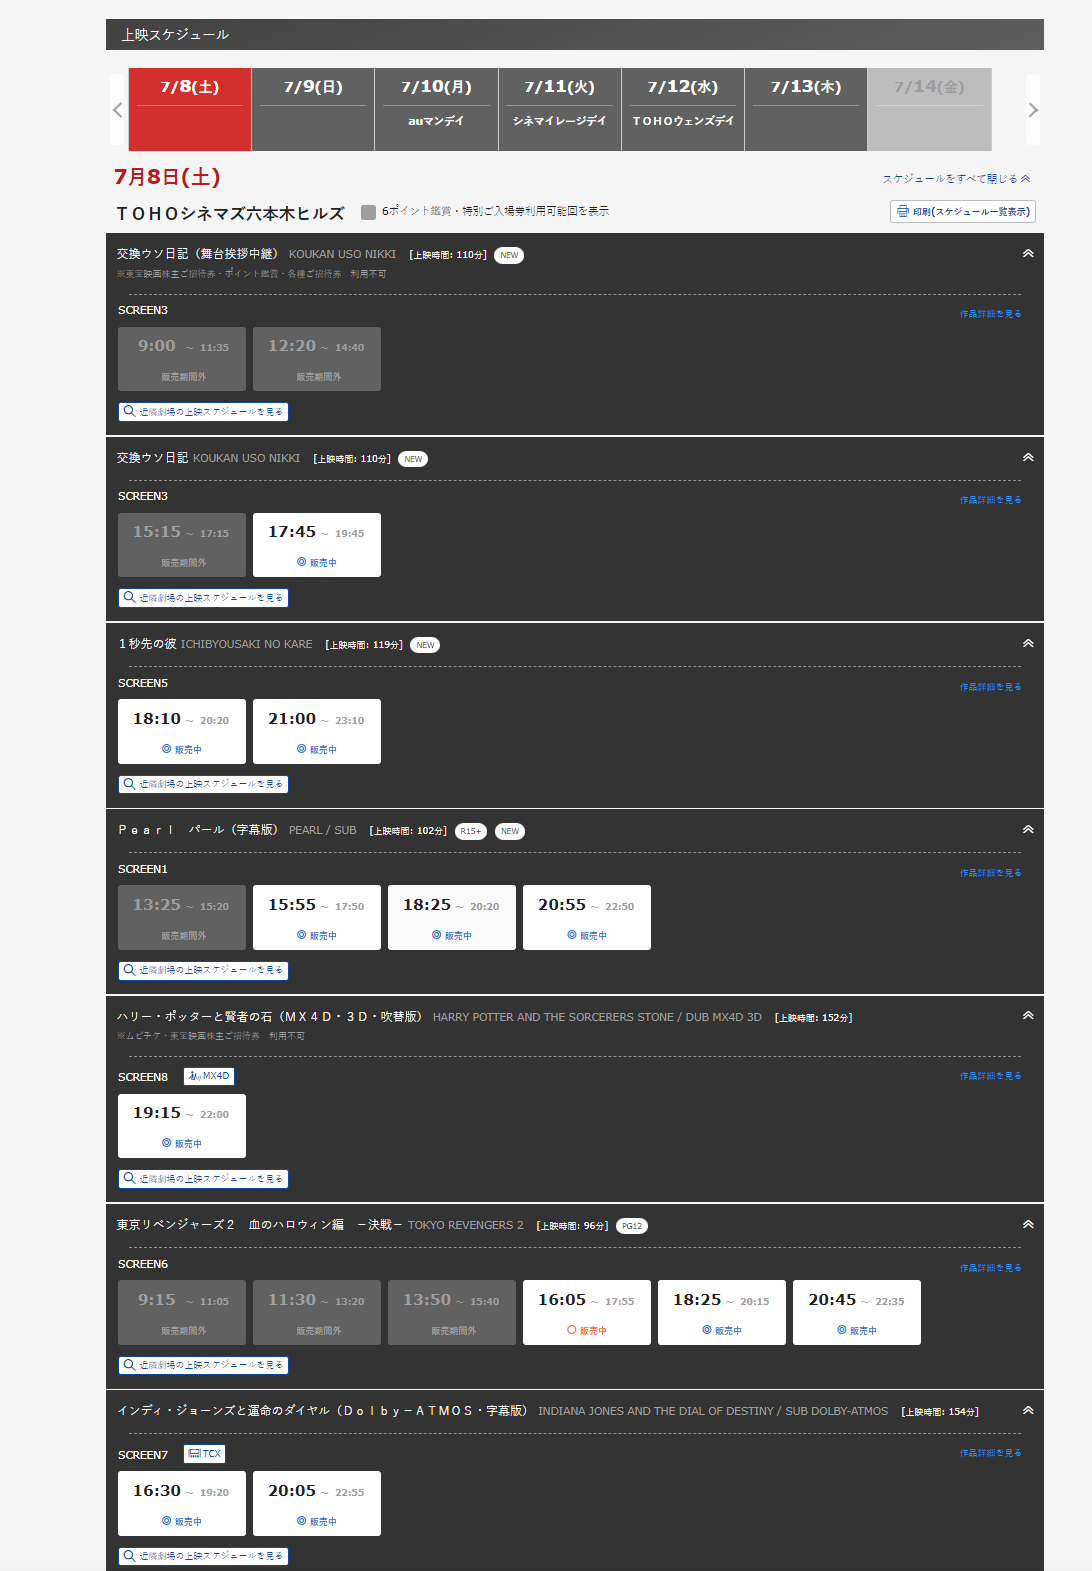 上映スケジュール
7/8(土)
7/9(日)
7/10(月)
auマンデイ
7/11(火)
シネマイレージデイ
7/12(水)
ＴＯＨＯウェンズデイ
7/13(木)
7/14(金)
7月8日(土)
スケジュールをすべて閉じる
ＴＯＨＯシネマズ六本木ヒルズ 6ポイント鑑賞・特別ご入場券利用可能回を表示
印刷(スケジュール一覧表示)
交換ウソ日記（舞台挨拶中継） KOUKAN USO NIKKI [上映時間: 110分] NEW
※東宝映画株主ご招待券・ポイント鑑賞・各種ご招待券　利用不可
SCREEN3 作品詳細を見る
9:00 ～ 11:35 12:20 ～ 14:40
販売期間外 販売期間外
近隣劇場の上映スケジュールを見る
交換ウソ日記 KOUKAN USO NIKKI [上映時間: 110分] NEW
SCREEN3 作品詳細を見る
15:15 ～ 17:15 17:45 ～ 19:45
販売期間外 ◎ 販売中
近隣劇場の上映スケジュールを見る
１秒先の彼 ICHIBYOUSAKI NO KARE [上映時間: 119分] NEW
SCREEN5 作品詳細を見る
18:10 ～ 20:20 21:00 ～ 23:10
◎ 販売中 ◎ 販売中
近隣劇場の上映スケジュールを見る
Ｐｅａｒｌ　パール（字幕版） PEARL / SUB [上映時間: 102分] R15+ NEW
SCREEN1 作品詳細を見る
13:25 ～ 15:20 15:55 ～ 17:50 18:25 ～ 20:20 20:55 ～ 22:50
販売期間外 ◎ 販売中 ◎ 販売中 ◎ 販売中
近隣劇場の上映スケジュールを見る
ハリー・ポッターと賢者の石（ＭＸ４Ｄ・３Ｄ・吹替版） HARRY POTTER AND THE SORCERERS STONE / DUB MX4D 3D [上映時間: 152分]
※ムビチケ・東宝映画株主ご招待券　利用不可
SCREEN8 MX4D 作品詳細を見る
19:15 ～ 22:00
◎ 販売中
近隣劇場の上映スケジュールを見る
東京リベンジャーズ２　血のハロウィン編　－決戦－ TOKYO REVENGERS 2 [上映時間: 96分] PG12
SCREEN6 作品詳細を見る
9:15 ～ 11:05 11:30 ～ 13:20 13:50 ～ 15:40 16:05 ～ 17:55 18:25 ～ 20:15 20:45 ～ 22:35
販売期間外 販売期間外 販売期間外 ○ 販売中 ◎ 販売中 ◎ 販売中
近隣劇場の上映スケジュールを見る
インディ・ジョーンズと運命のダイヤル（Ｄｏｌｂｙ－ＡＴＭＯＳ・字幕版） INDIANA JONES AND THE DIAL OF DESTINY / SUB DOLBY-ATMOS [上映時間: 154分]
SCREEN7 TCX 作品詳細を見る
16:30 ～ 19:20 20:05 ～ 22:55
◎ 販売中 ◎ 販売中
近隣劇場の上映スケジュールを見る